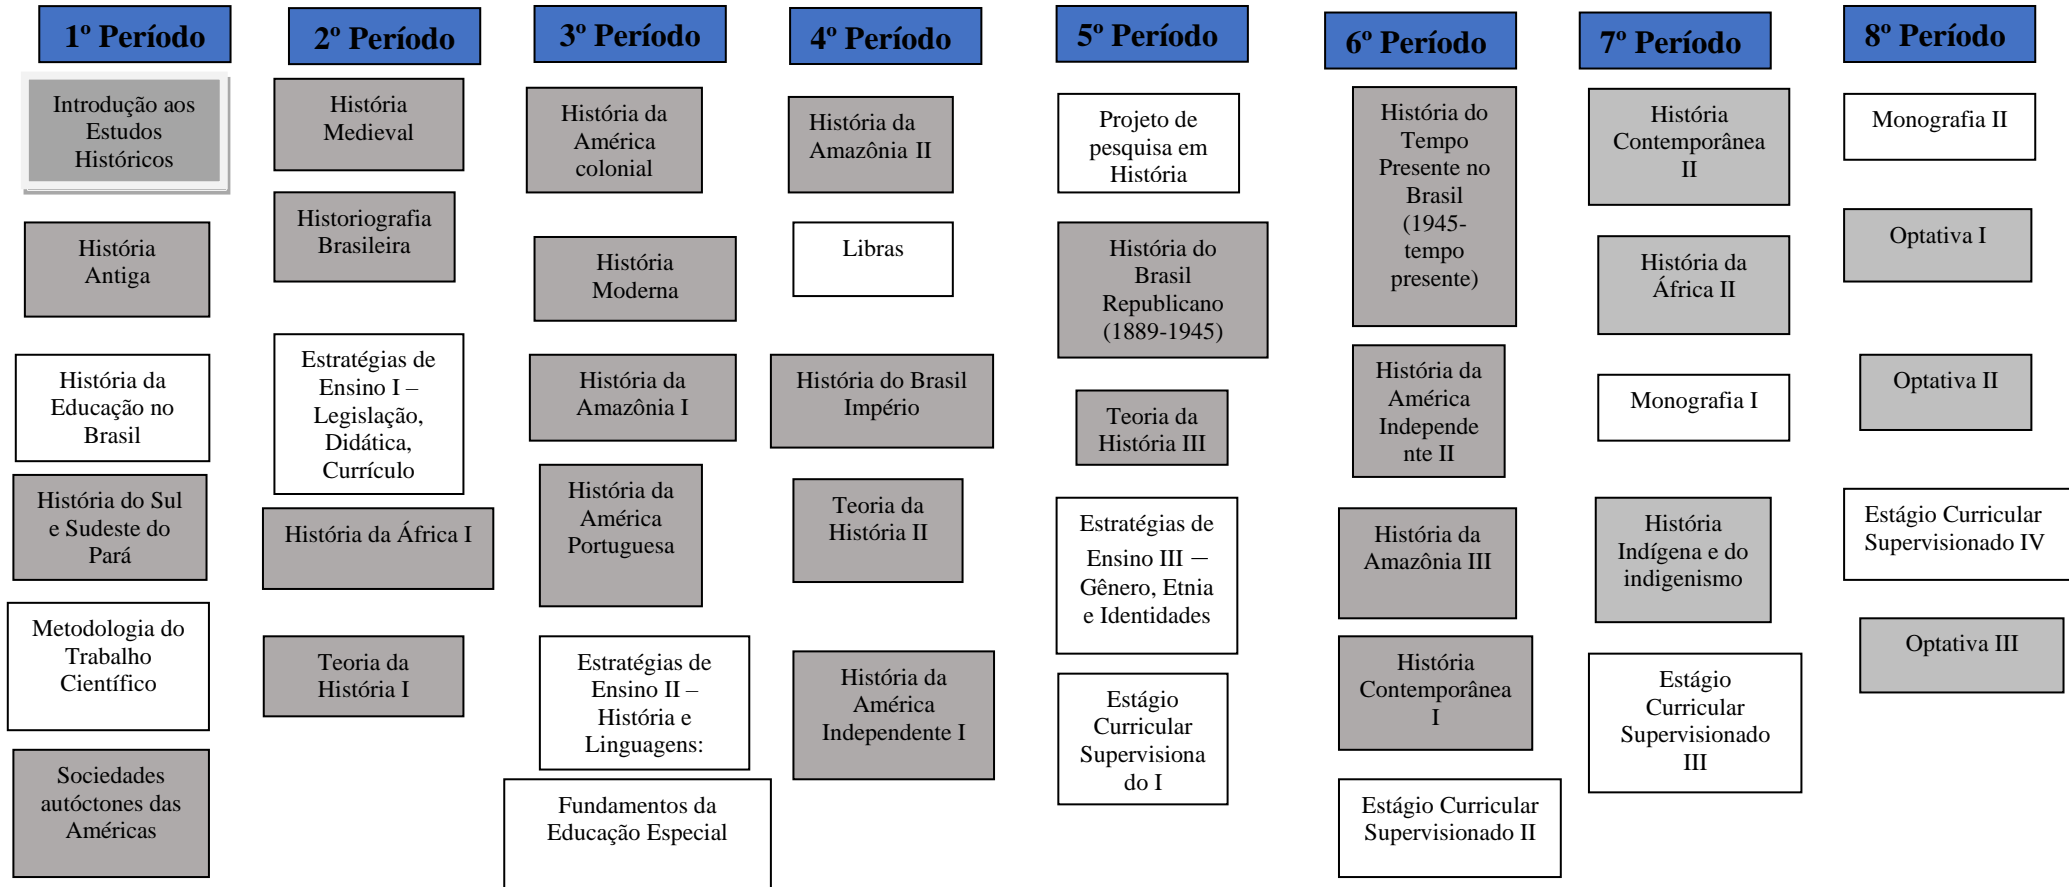 1º Período
Introdução aos
Estudos
Históricos
História
Antiga
História da
Educação no
Brasil
História do Sul
e Sudeste do
Pará
Metodologia do
Trabalho
Científico
Sociedades
autóctones das
Américas
2º Período
História
Medieval
Historiografia
Brasileira
Estratégias de
Ensino I –
Legislação,
Didática,
Currículo
História da África I
Teoria da
História I
3º Período
História da
América
colonial
História
Moderna
História da
Amazônia I
História da
América
Portuguesa
Estratégias de
Ensino II –
História e
Linguagens:
Fundamentos da
Educação Especial
4º Período
História da
Amazônia II
Libras
História do Brasil
Império
Teoria da
História II
História da
América
Independente I
5º Período
Projeto de
pesquisa em
História
História do
Brasil
Republicano
(1889-1945)
Teoria da
História III
Estratégias de
Ensino III –
Gênero, Etnia
e Identidades
Estágio
Curricular
Supervisiona
do I
6º Período
História do
Tempo
Presente no
Brasil
(1945-
tempo
presente)
História da
América
Independe
nte II
História da
Amazônia III
História
Contemporânea
I
Estágio Curricular
Supervisionado II
7º Período
História
Contemporânea
II
História da
África II
Monografia I
História
Indígena e do
indigenismo
Estágio
Curricular
Supervisionado
III
8º Período
Monografia II
Optativa I
Optativa II
Estágio Curricular
Supervisionado IV
Optativa III